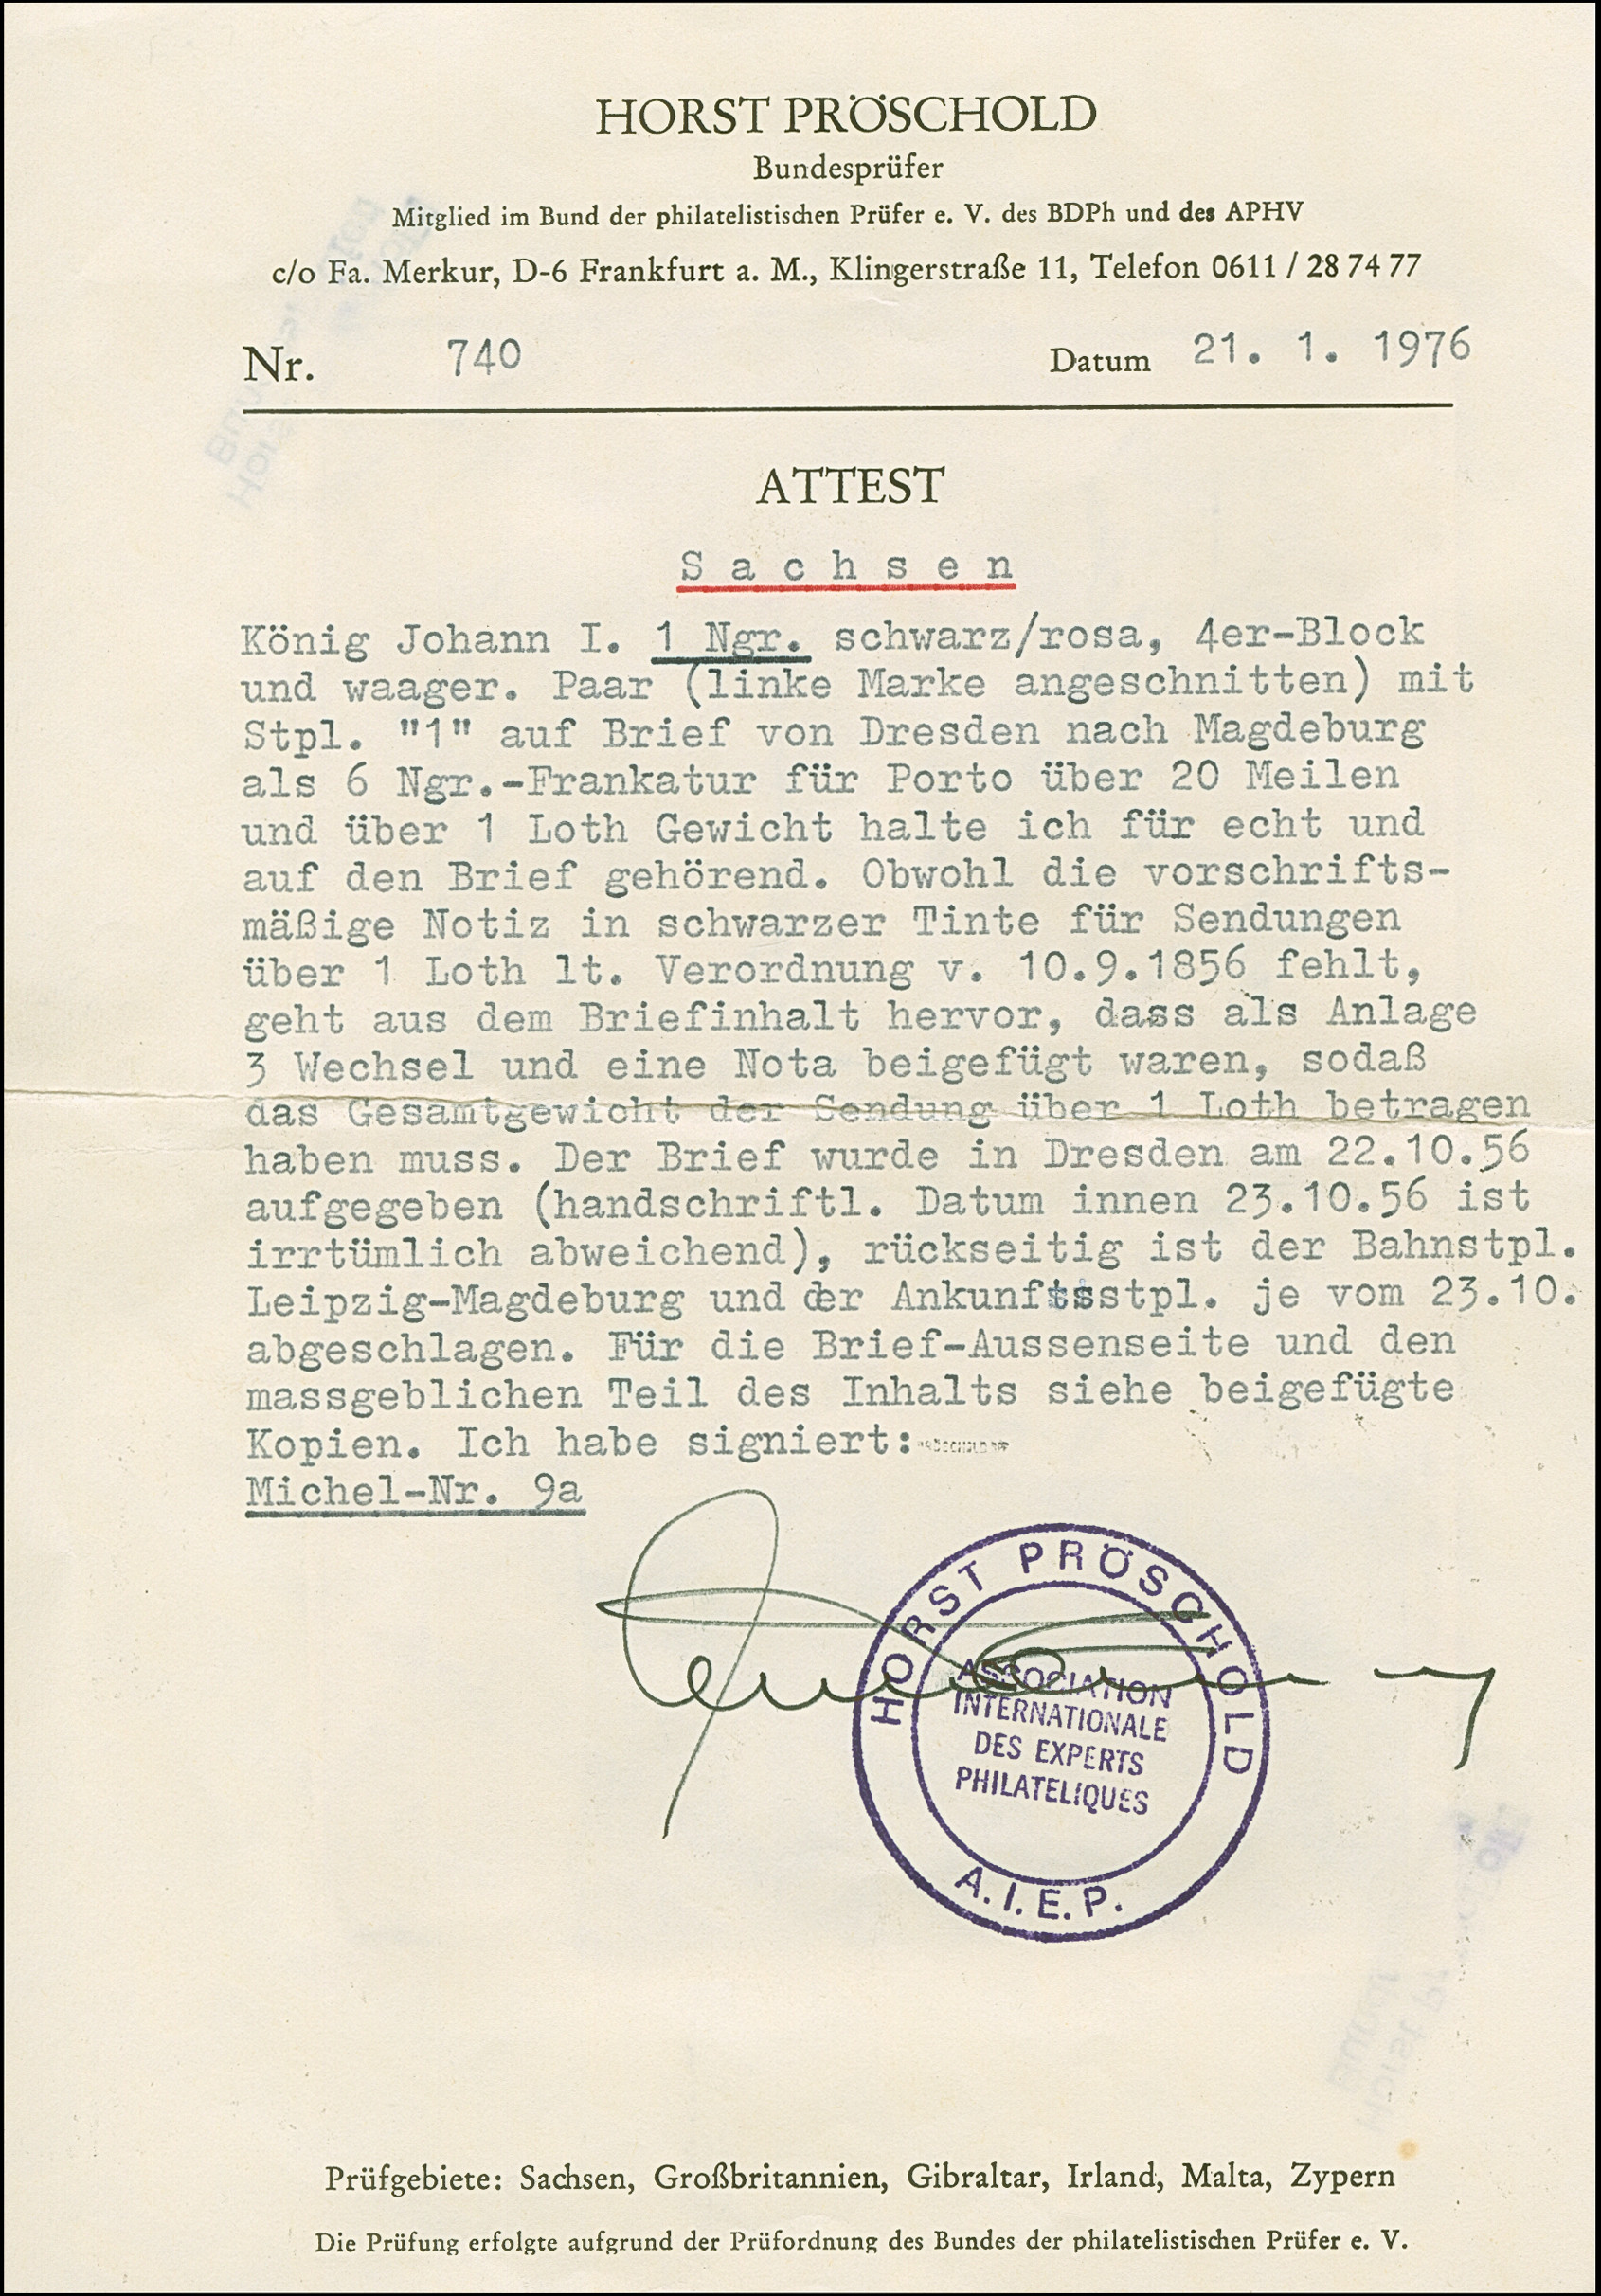 HORST PRÖSCHOLD
Bundesprüfer
Mitglied im Bund der philatelistischen Prüfer e. V. des BDPh und des APHV
c/o Fa. Merkur, D-6 Frankfurt a. M., Klingerstraße 11, Telefon 0611 / 28 74 77
Nr. 740 Datum 21. 1. 1976
ATTEST
S a c h s e n
König Johann I. 1 Ngr. schwarz/rosa, 4er-Block
und waager. Paar (linke Marke angeschnitten) mit
Stpl. "1" auf Brief von Dresden nach Magdeburg
als 6 Ngr.-Frankatur für Porto über 20 Meilen
und über 1 Loth Gewicht halte ich für echt und
auf den Brief gehörend. Obwohl die vorschrifts-
mäßige Notiz in schwarzer Tinte für Sendungen
über 1 Loth lt. Verordnung v. 10.9.1856 fehlt,
geht aus dem Briefinhalt hervor, dass als Anlage
3 Wechsel und eine Nota beigefügt waren, sodaß
das Gesamtgewicht der Sendung über 1 Loth betragen
haben muss. Der Brief wurde in Dresden am 22.10.56
aufgegeben (handschriftl. Datum innen 23.10.56 ist
irrtümlich abweichend), rückseitig ist der Bahnstpl.
Leipzig-Magdeburg und der Ankunftsstpl. je vom 23.10.
abgeschlagen. Für die Brief-Aussenseite und den
massgeblichen Teil des Inhalts siehe beigefügte
Kopien. Ich habe signiert:
Michel-Nr. 9a
HORST PRÖSCHOLD
ASSOCIATION
INTERNATIONALE
DES EXPERTS
PHILATELIQUES
A.I.E.P.
Prüfgebiete: Sachsen, Großbritannien, Gibraltar, Irland, Malta, Zypern
Die Prüfung erfolgte aufgrund der Prüfordnung des Bundes der philatelistischen Prüfer e. V.